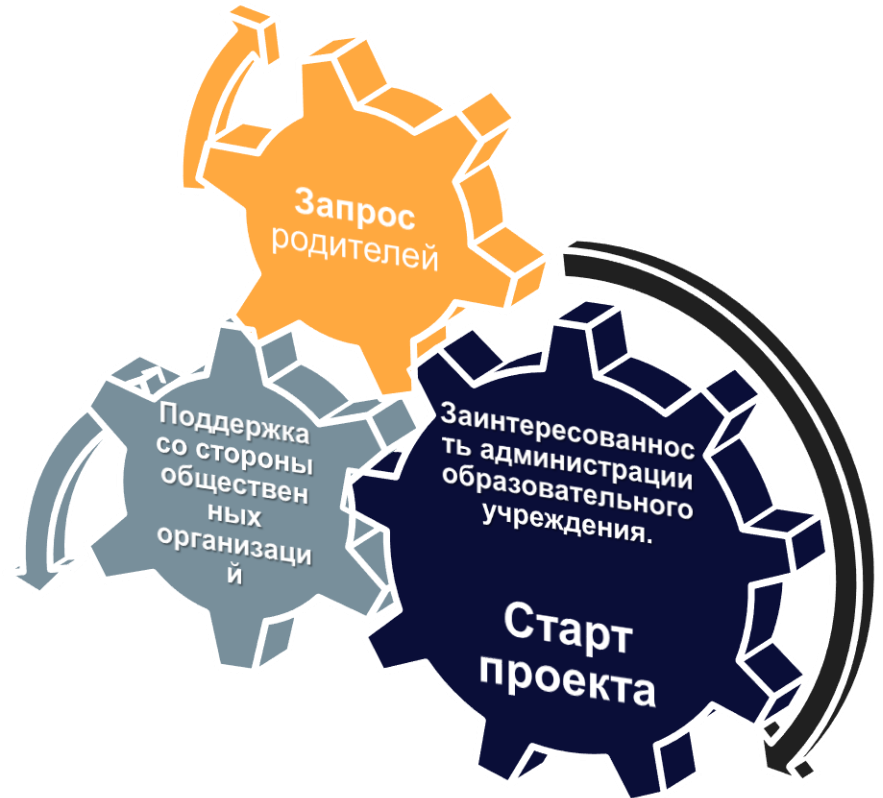 Запрос
родителей
Поддержка
со стороны
обществен
ных
организаци
й
Заинтересованнос
ть администрации
образовательного
учреждения.
Старт
проекта